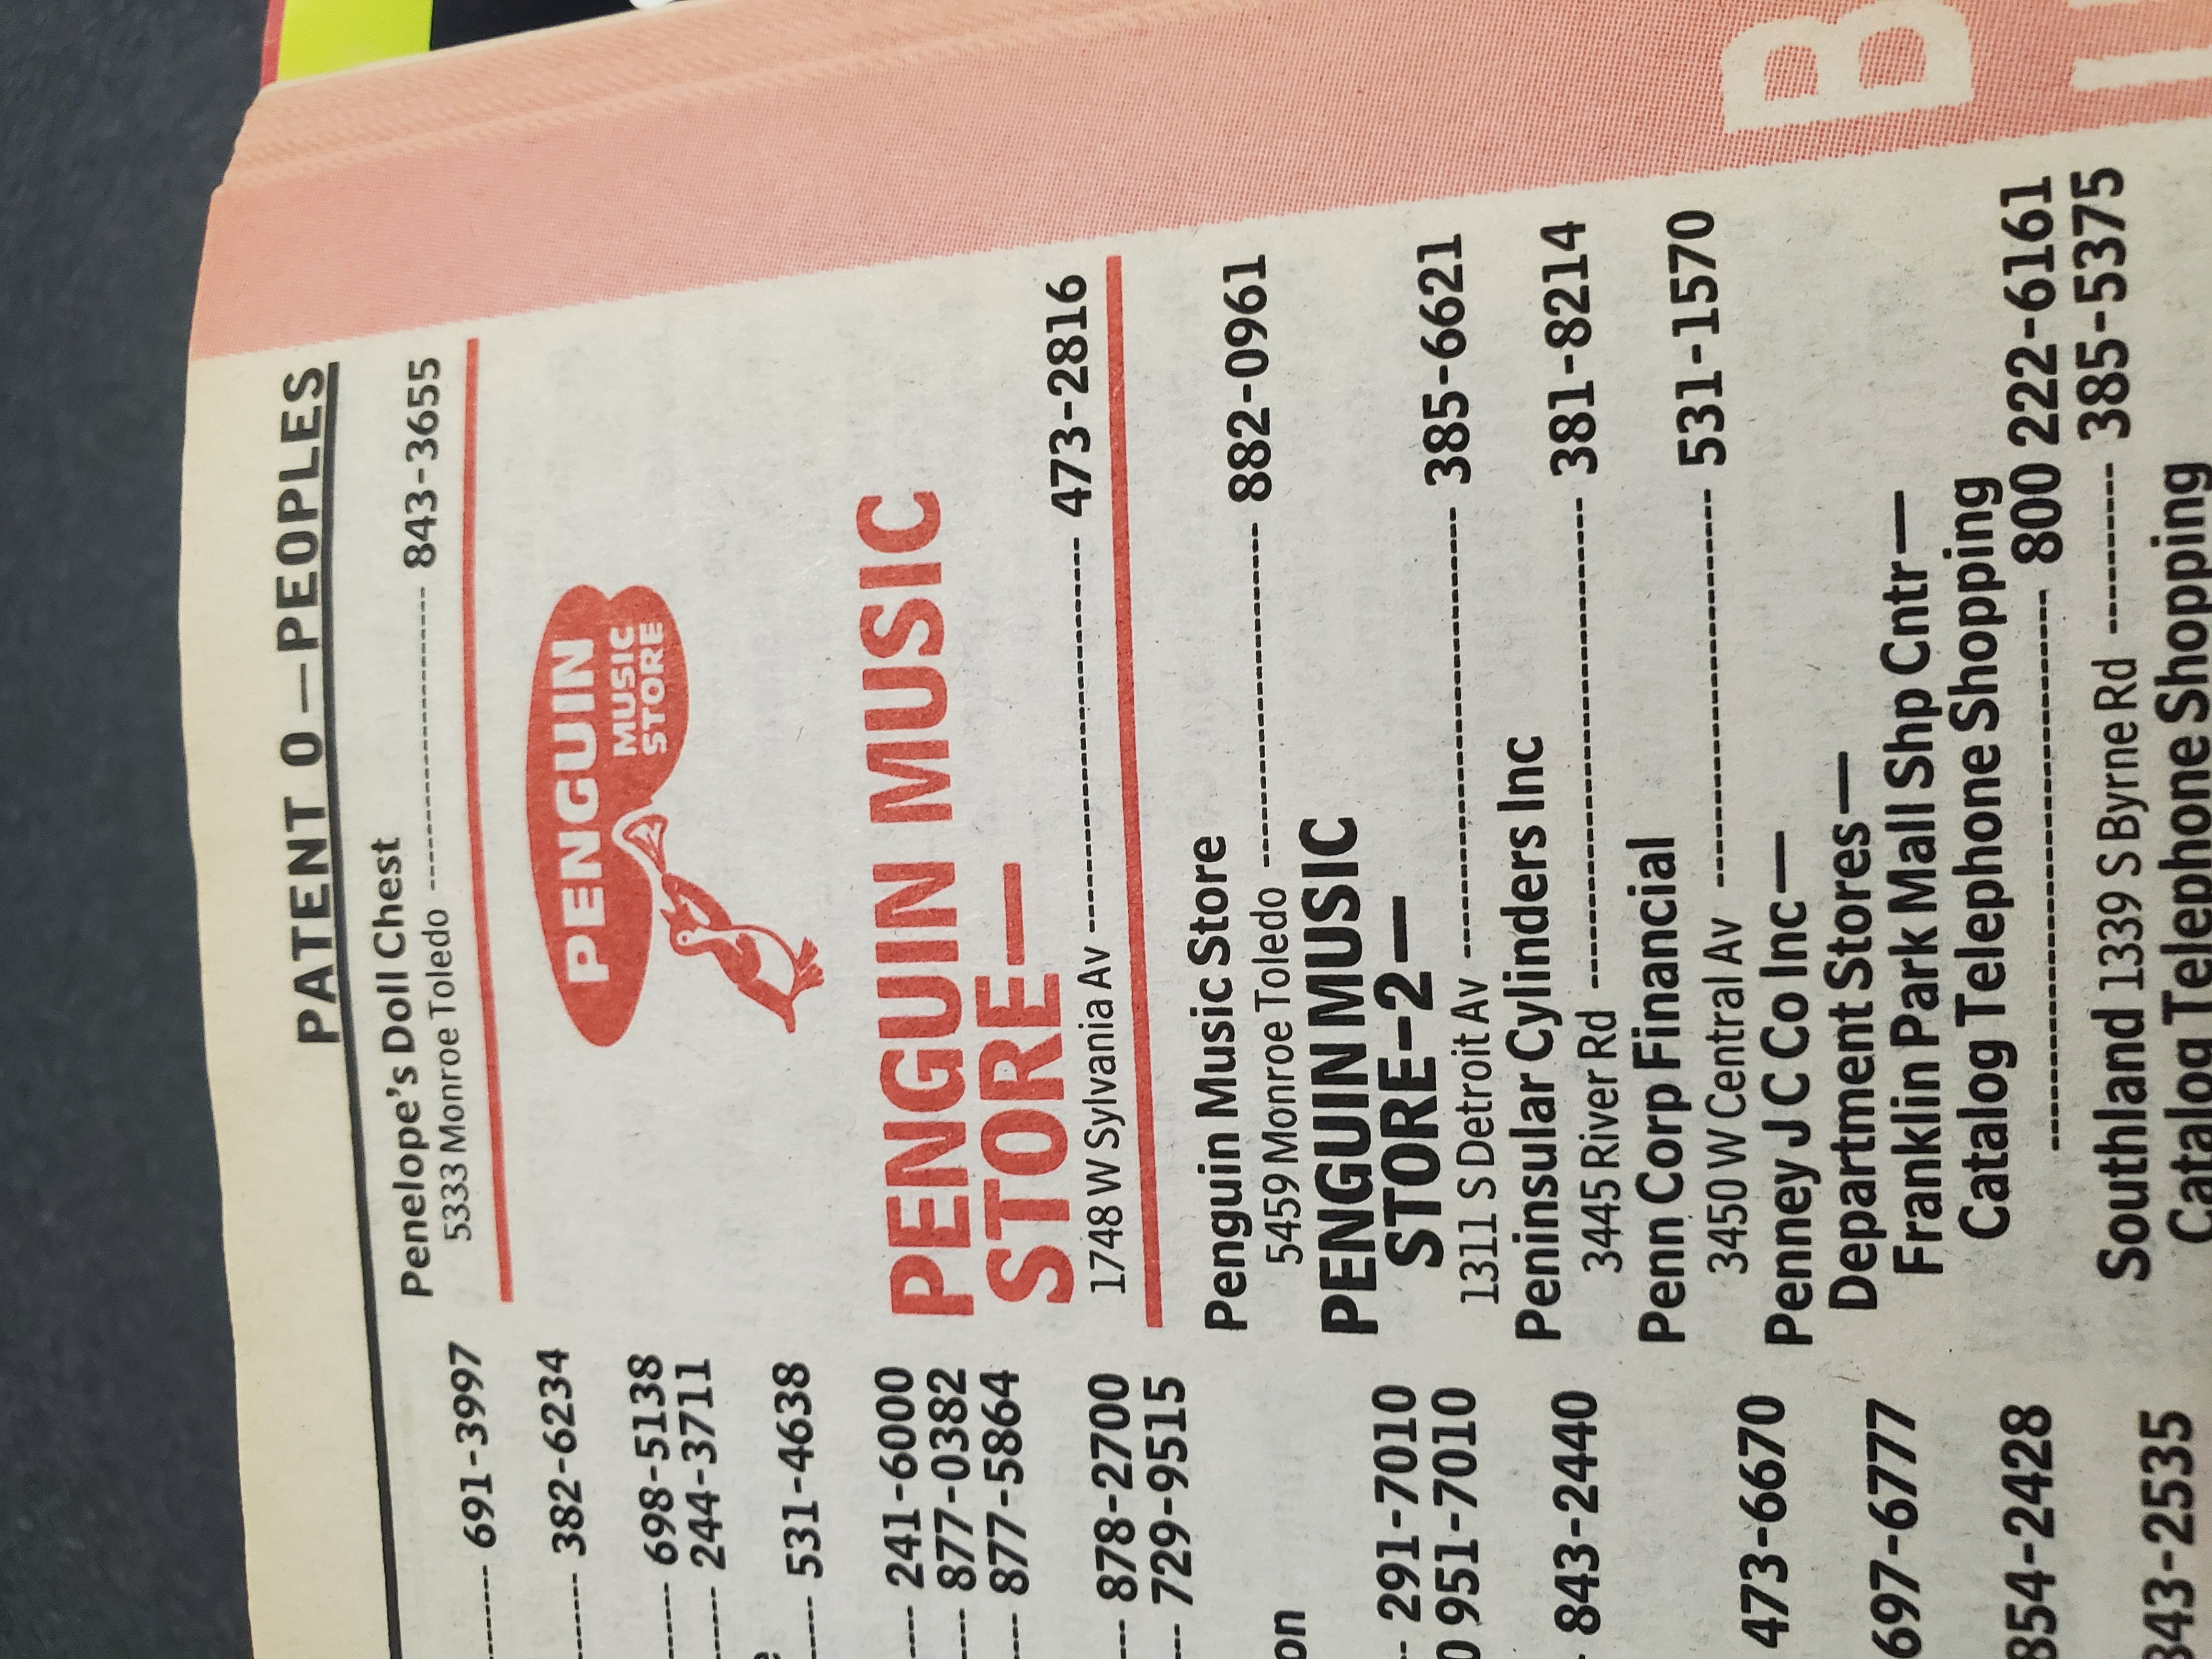 PATENT O—PEOPLES
691-3997
382-6234
698-5138
244-3711
531-4638
241-6000
877-0382
877-5864
878-2700
729-9515
on
291-7010
951-7010
843-2440
473-6670
697-6777
854-2428
843-2535
Penelope's Doll Chest
5333 Monroe Toledo 843-3655
PENGUIN
MUSIC
STORE
PENGUIN MUSIC
STORE—
1748 W Sylvania Av 473-2816
Penguin Music Store
5459 Monroe Toledo 882-0961
PENGUIN MUSIC
STORE-2—
1311 S Detroit Av 385-6621
Peninsular Cylinders Inc
3445 River Rd 381-8214
Penn Corp Financial
3450 W Central Av 531-1570
Penney J C Co Inc—
Department Stores—
Franklin Park Mall Shp Cntr—
Catalog Telephone Shopping
800 222-6161
Southland 1339 S Byrne Rd 385-5375
Catalog Telephone Shopping
B